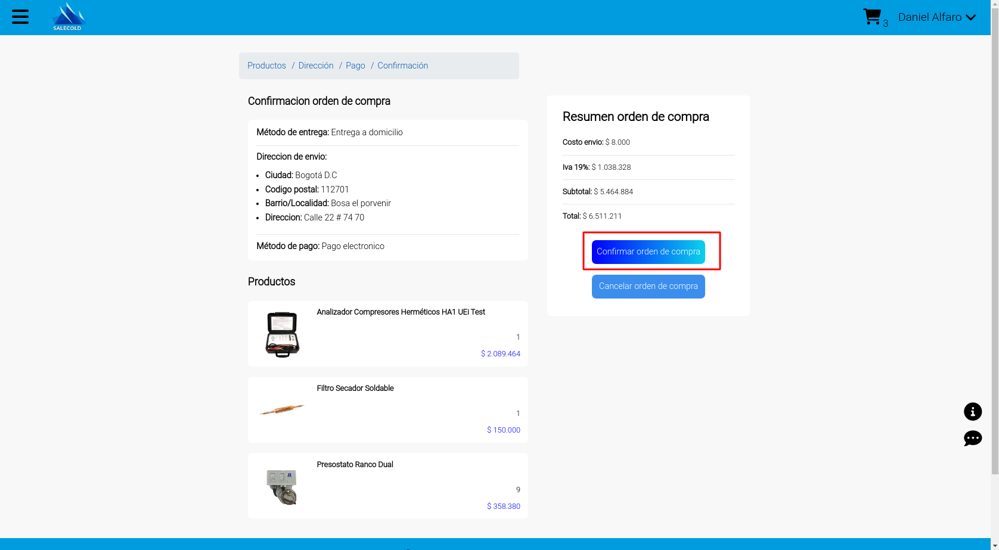 SALECOLD
3
Daniel Alfaro
Productos / Dirección / Pago / Confirmación
Confirmacion orden de compra
Método de entrega: Entrega a domicilio
Direccion de envio:
Ciudad: Bogotá D.C
Codigo postal: 112701
Barrio/Localidad: Bosa el porvenir
Direccion: Calle 22 # 74 70
Método de pago: Pago electronico
Productos
Analizador Compresores Herméticos HA1 UEi Test
1
$ 2.089.464
Filtro Secador Soldable
1
$ 150.000
Presostato Ranco Dual
9
$ 358.380
Resumen orden de compra
Costo envio: $ 8.000
Iva 19%: $ 1.038.328
Subtotal: $ 5.464.884
Total: $ 6.511.211
Confirmar orden de compra
Cancelar orden de compra